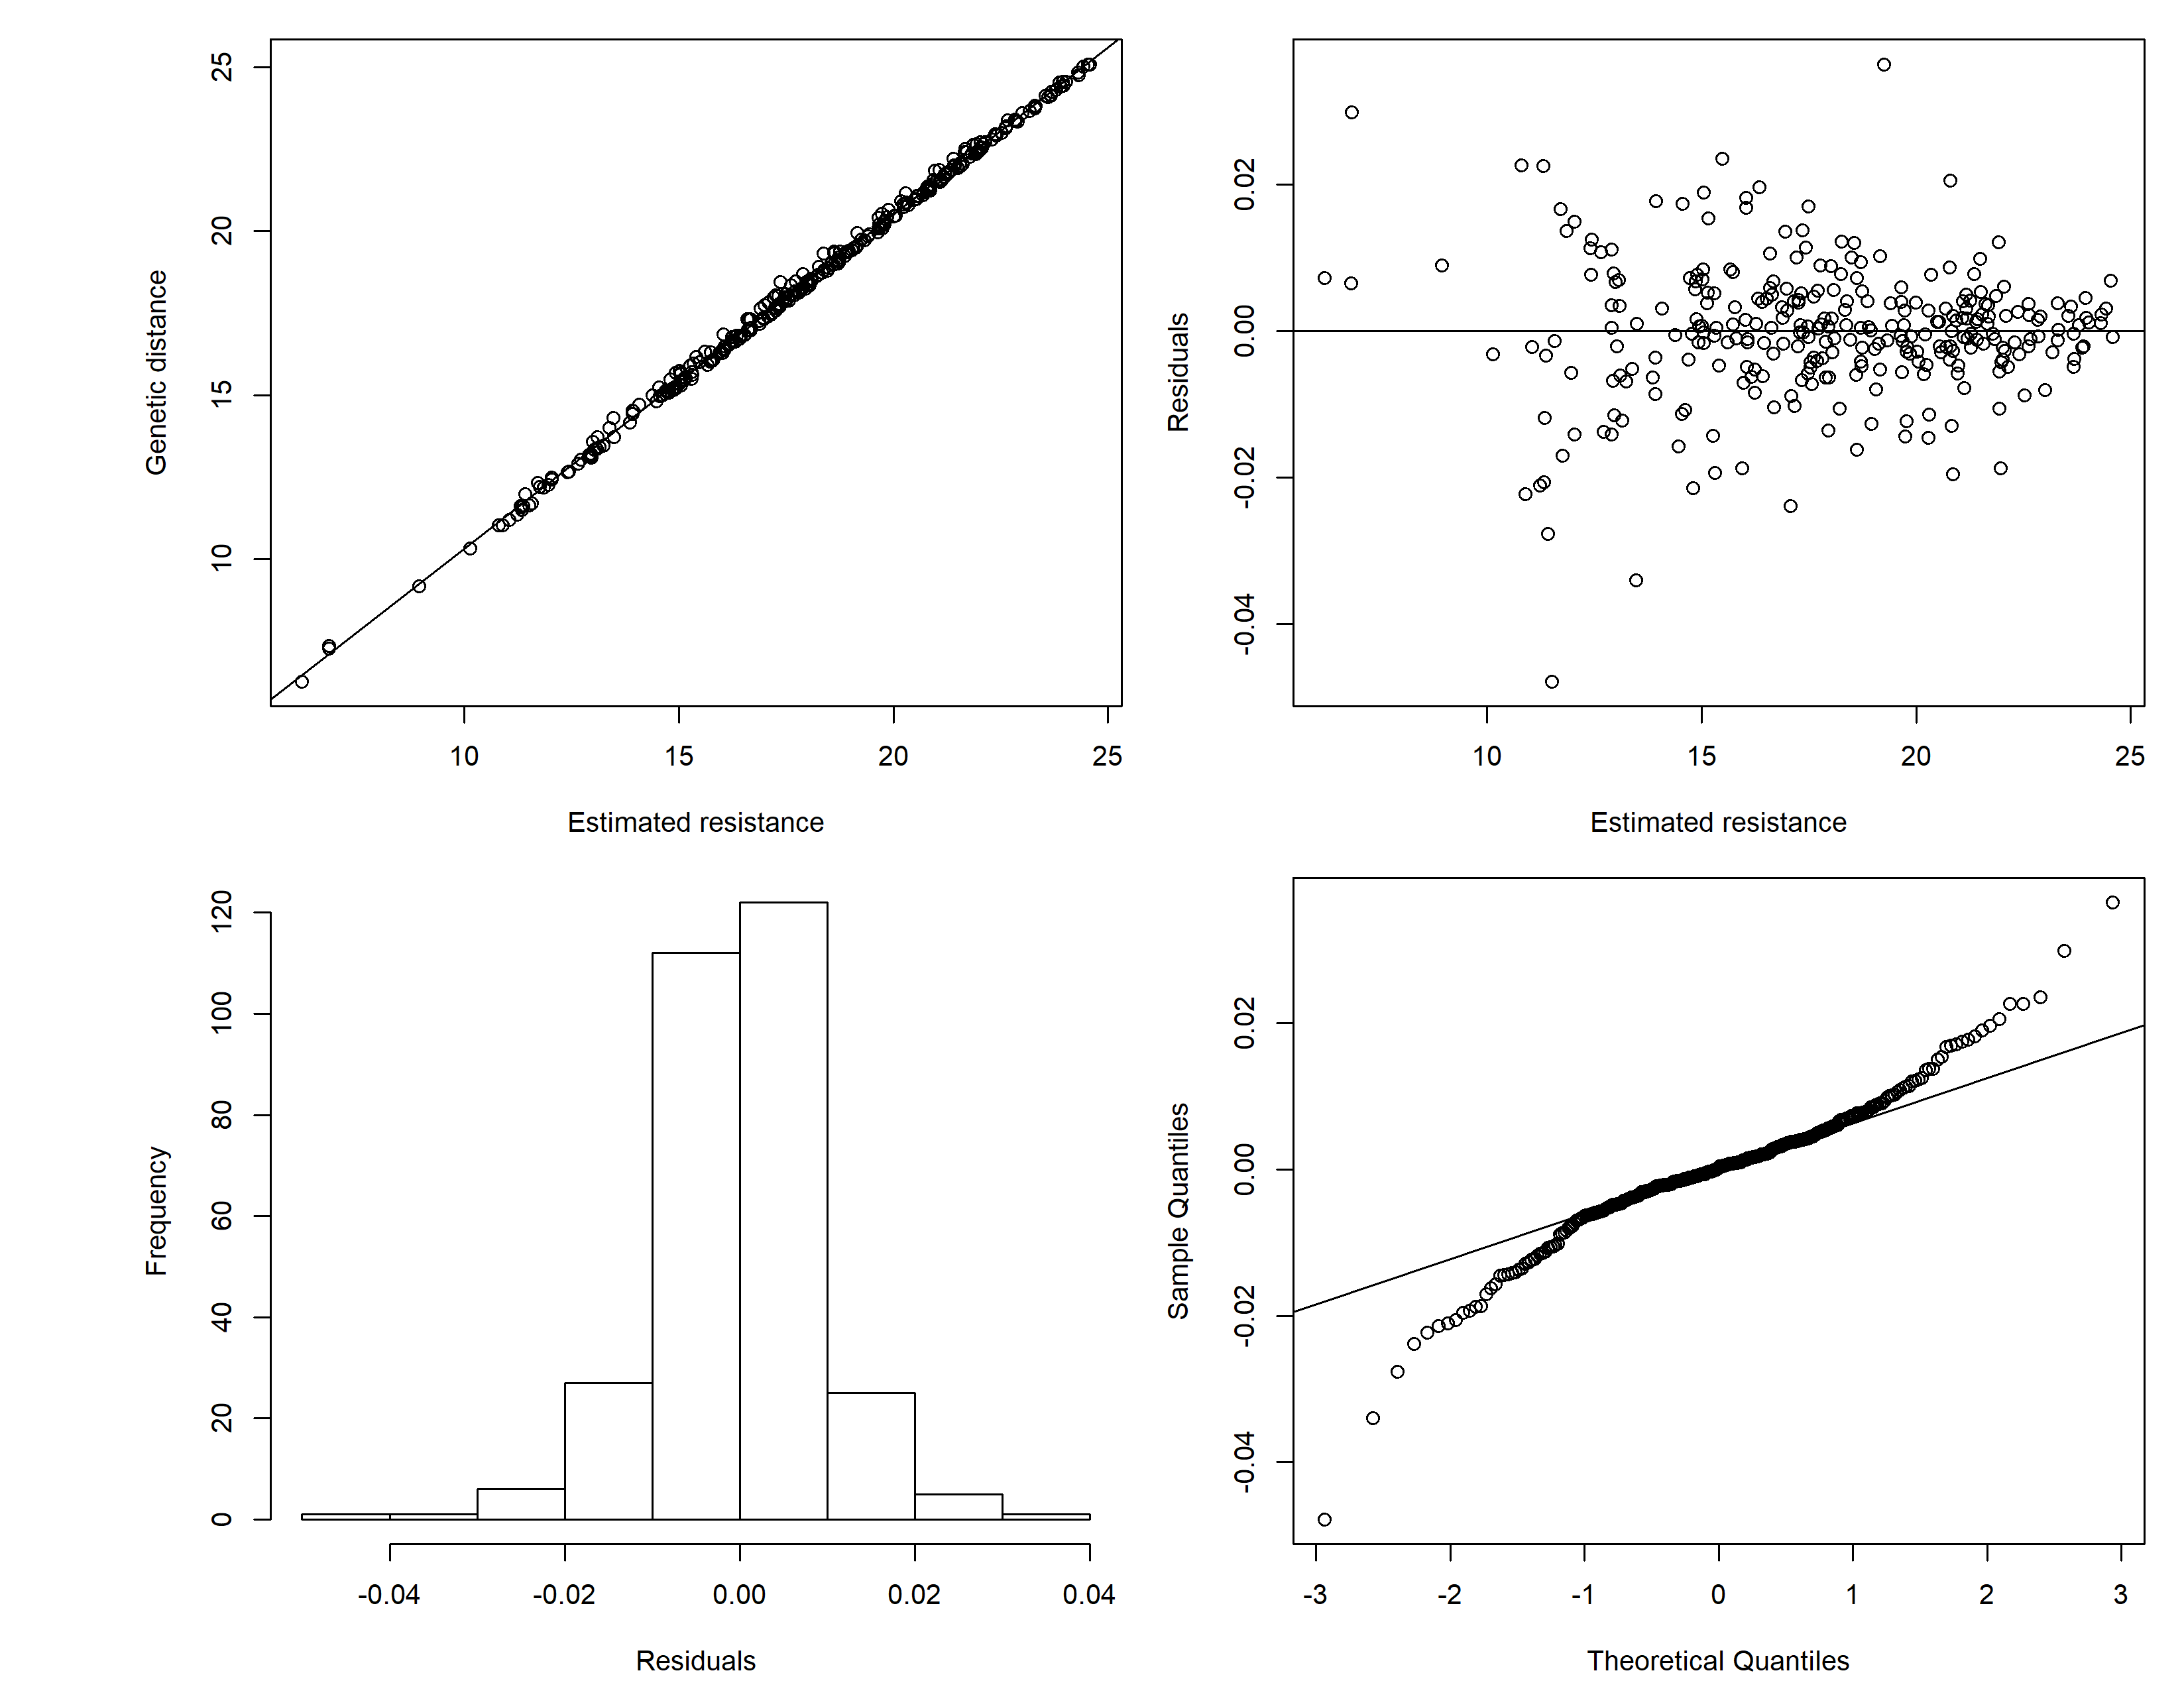 25
20
15
10
Genetic distance
10 15 20 25
Estimated resistance
0.02
0.00
-0.02
-0.04
Residuals
10 15 20 25
Estimated resistance
120
100
80
60
40
20
0
Frequency
-0.04 -0.02 0.00 0.02 0.04
Residuals
0.02
0.00
-0.02
-0.04
Sample Quantiles
-3 -2 -1 0 1 2 3
Theoretical Quantiles